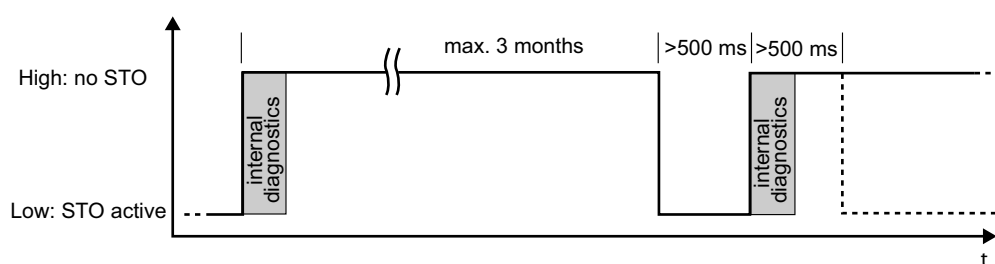 max. 3 months
>500 ms
>500 ms
High: no STO
internal
diagnostics
internal
diagnostics
Low: STO active
t